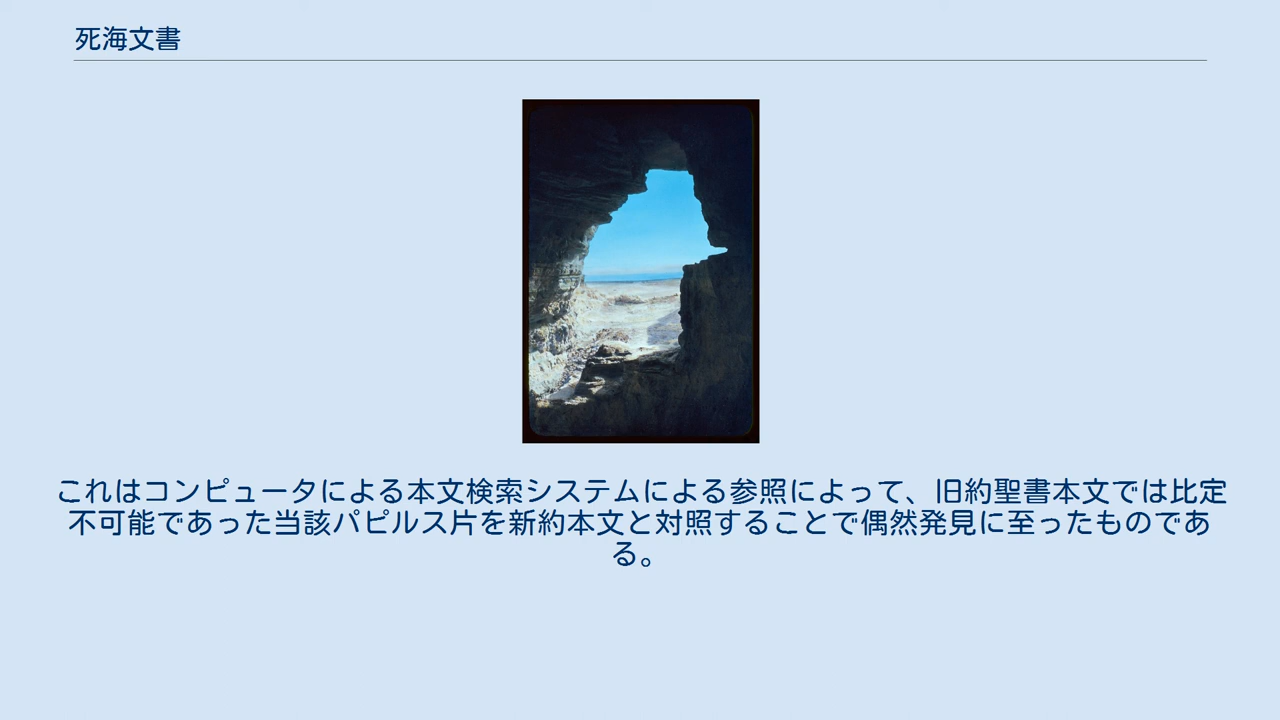 死海文書
これはコンピュータによる本文検索システムによる参照によって、旧約聖書本文では比定
不可能であった当該パピルス片を新約本文と対照することで偶然発見に至ったものであ
る。